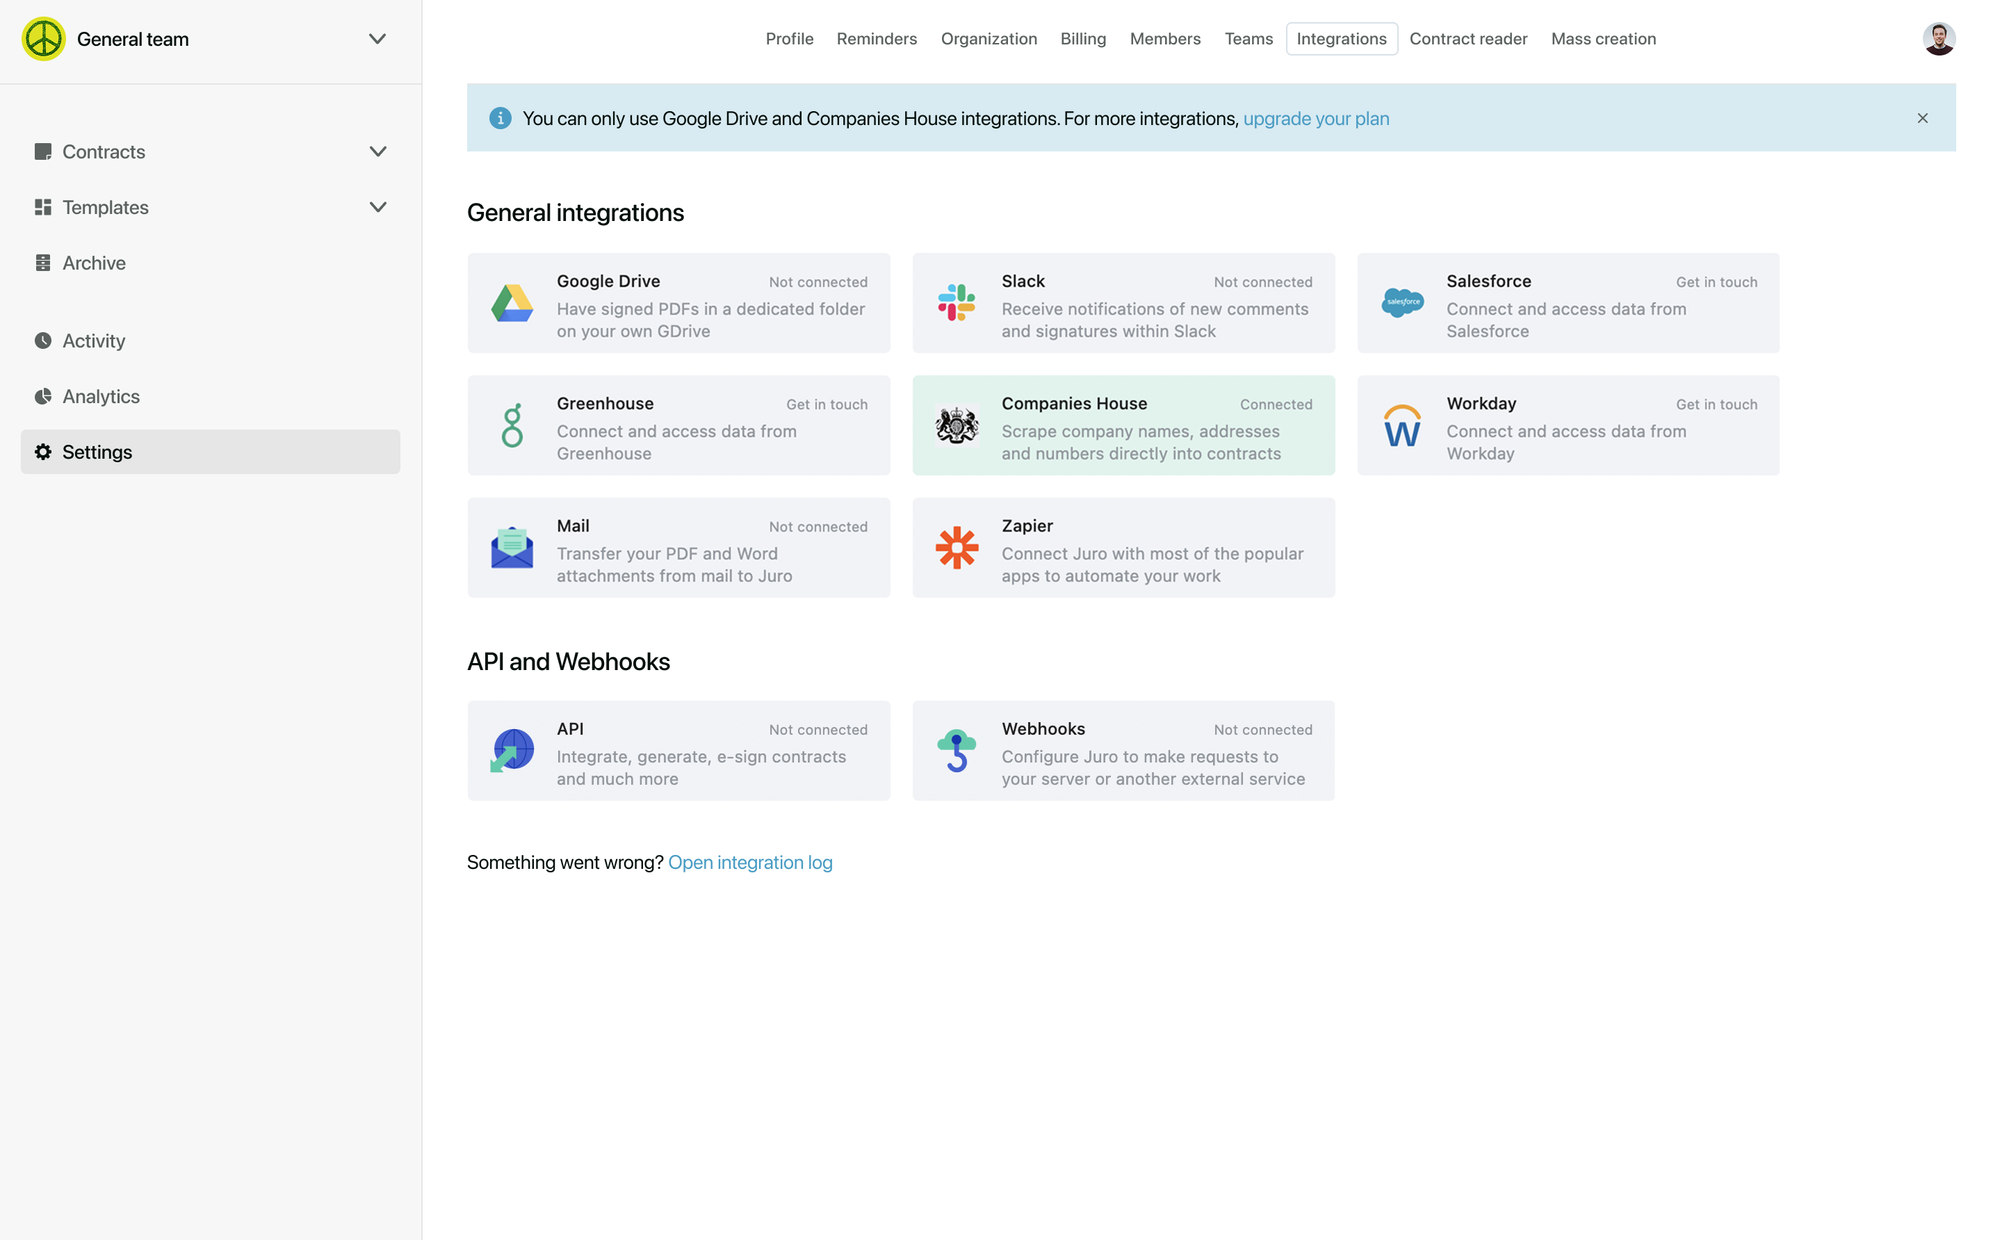 General team
Profile
Reminders
Organization
Billing
Members
Teams
Integrations
Contract reader
Mass creation
Contracts
Templates
Archive
Activity
Analytics
Settings
You can only use Google Drive and Companies House integrations. For more integrations, upgrade your plan
General integrations
Google Drive
Not connected
Have signed PDFs in a dedicated folder
on your own GDrive
Slack
Not connected
Receive notifications of new comments
and signatures within Slack
salesforce
Salesforce
Get in touch
Connect and access data from
Salesforce
Greenhouse
Get in touch
Connect and access data from
Greenhouse
Companies House
Connected
Scrape company names, addresses
and numbers directly into contracts
Workday
Get in touch
Connect and access data from
Workday
Mail
Not connected
Transfer your PDF and Word
attachments from mail to Juro
Zapier
Connect Juro with most of the popular
apps to automate your work
API and Webhooks
API
Not connected
Integrate, generate, e-sign contracts
and much more
Webhooks
Not connected
Configure Juro to make requests to
your server or another external service
Something went wrong? Open integration log